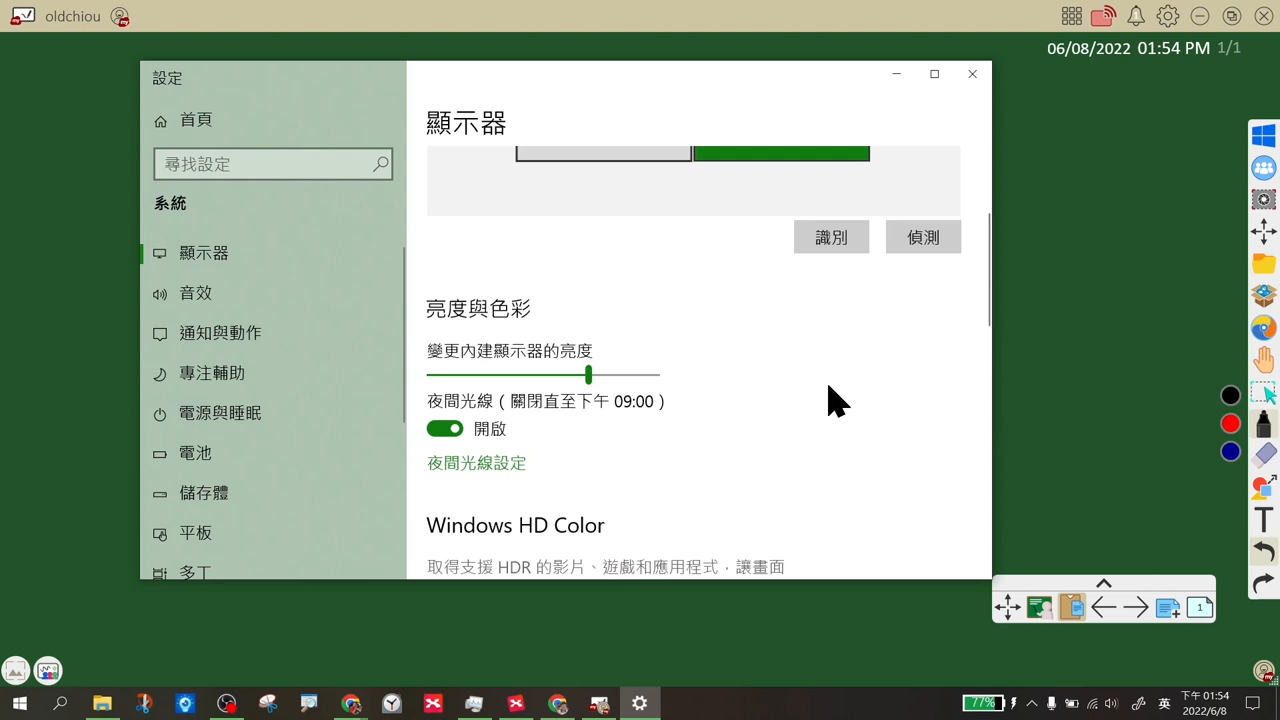 oldchiou
06/08/2022 01:54 PM 1/1
設定
首頁
尋找設定
系統
顯示器
音效
通知與動作
專注輔助
電源與睡眠
電池
儲存體
平板
多工
顯示器
識別
偵測
亮度與色彩
變更內建顯示器的亮度
夜間光線 ( 關閉直至下午 09:00 )
開啟
夜間光線設定
Windows HD Color
取得支援 HDR 的影片、遊戲和應用程式，讓畫面
1
77%
英
下午 01:54
2022/6/8